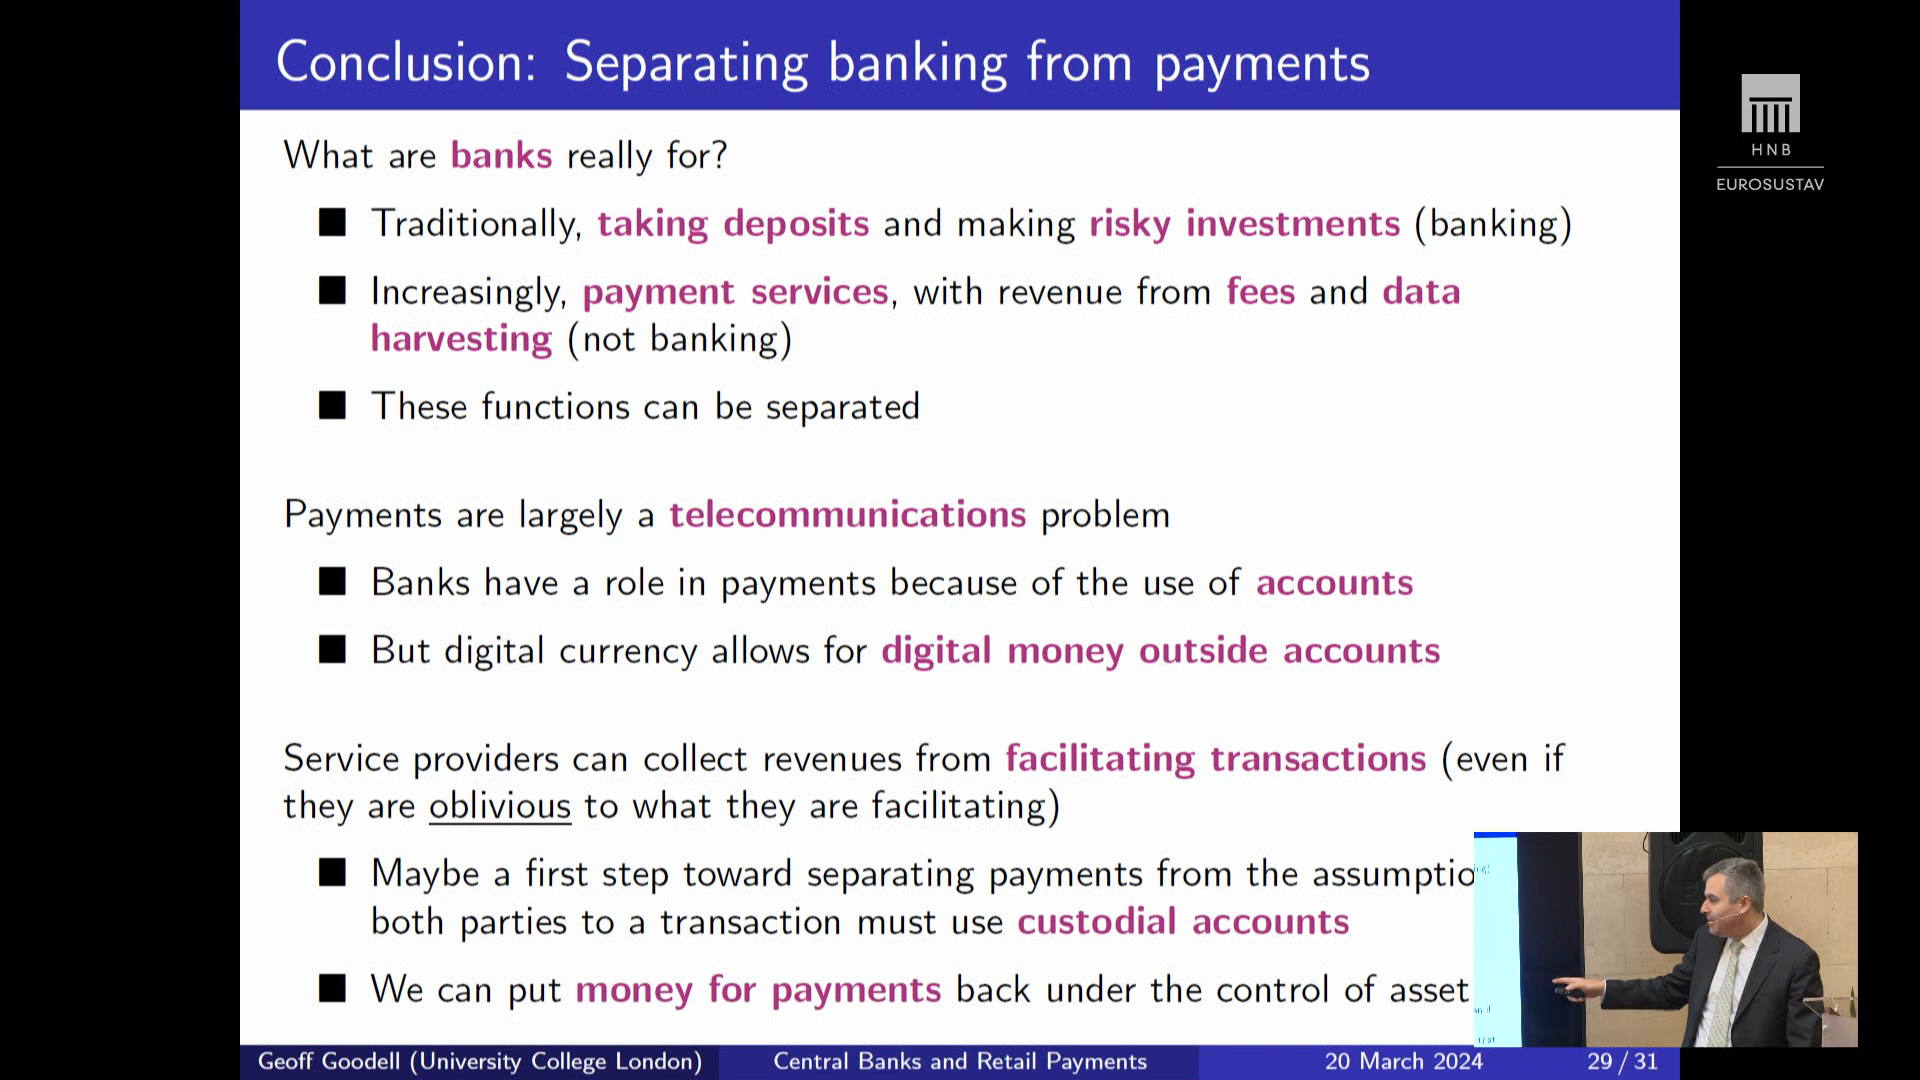 Conclusion: Separating banking from payments
What are banks really for?
Traditionally, taking deposits and making risky investments (banking)
Increasingly, payment services, with revenue from fees and data
harvesting (not banking)
These functions can be separated
Payments are largely a telecommunications problem
Banks have a role in payments because of the use of accounts
But digital currency allows for digital money outside accounts
Service providers can collect revenues from facilitating transactions (even if
they are oblivious to what they are facilitating)
Maybe a first step toward separating payments from the assumptio
both parties to a transaction must use custodial accounts
We can put money for payments back under the control of asset
Geoff Goodell (University College London) Central Banks and Retail Payments 20 March 2024 29 / 31
HNB
EUROSUSTAV